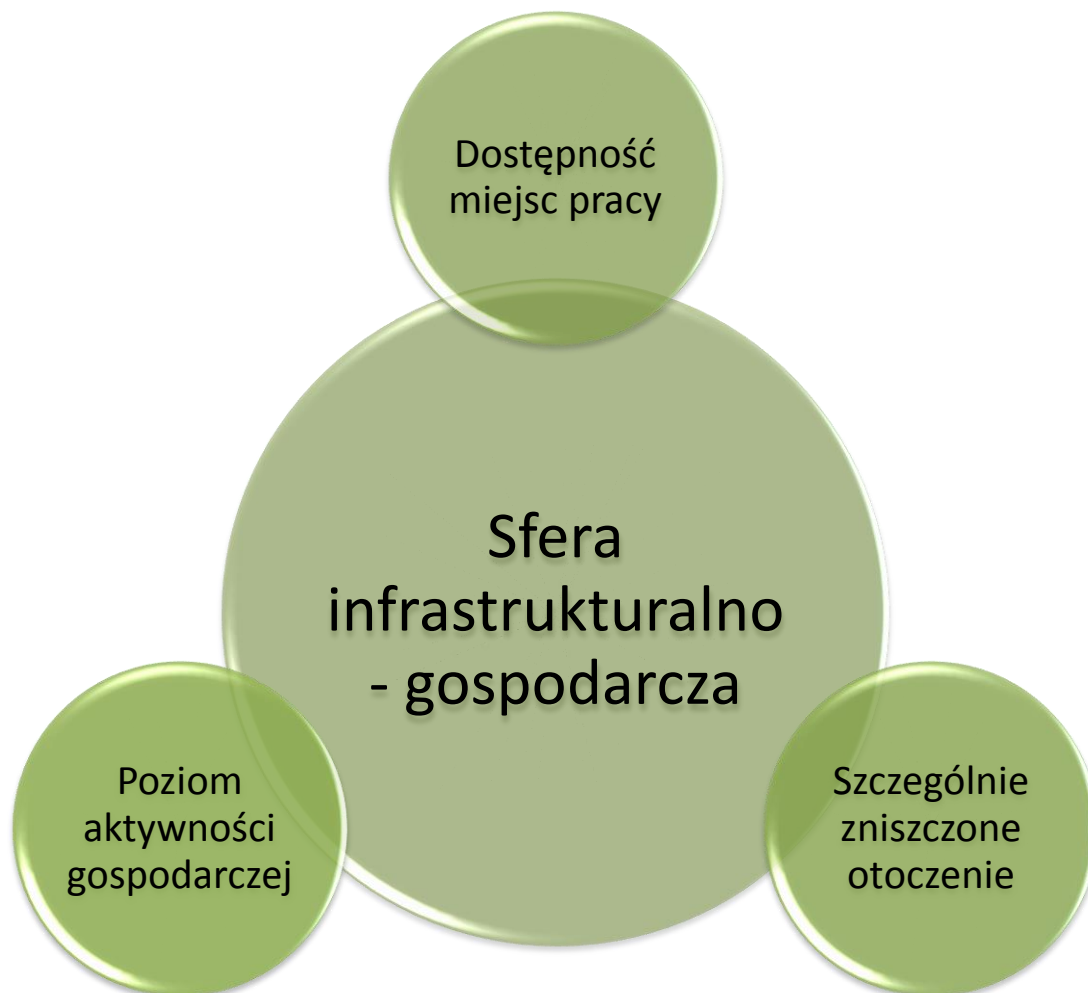 Dostępność
miejsc pracy
Sfera
infrastrukturalno
- gospodarcza
Poziom
aktywności
gospodarczej
Szczególnie
zniszczone
otoczenie